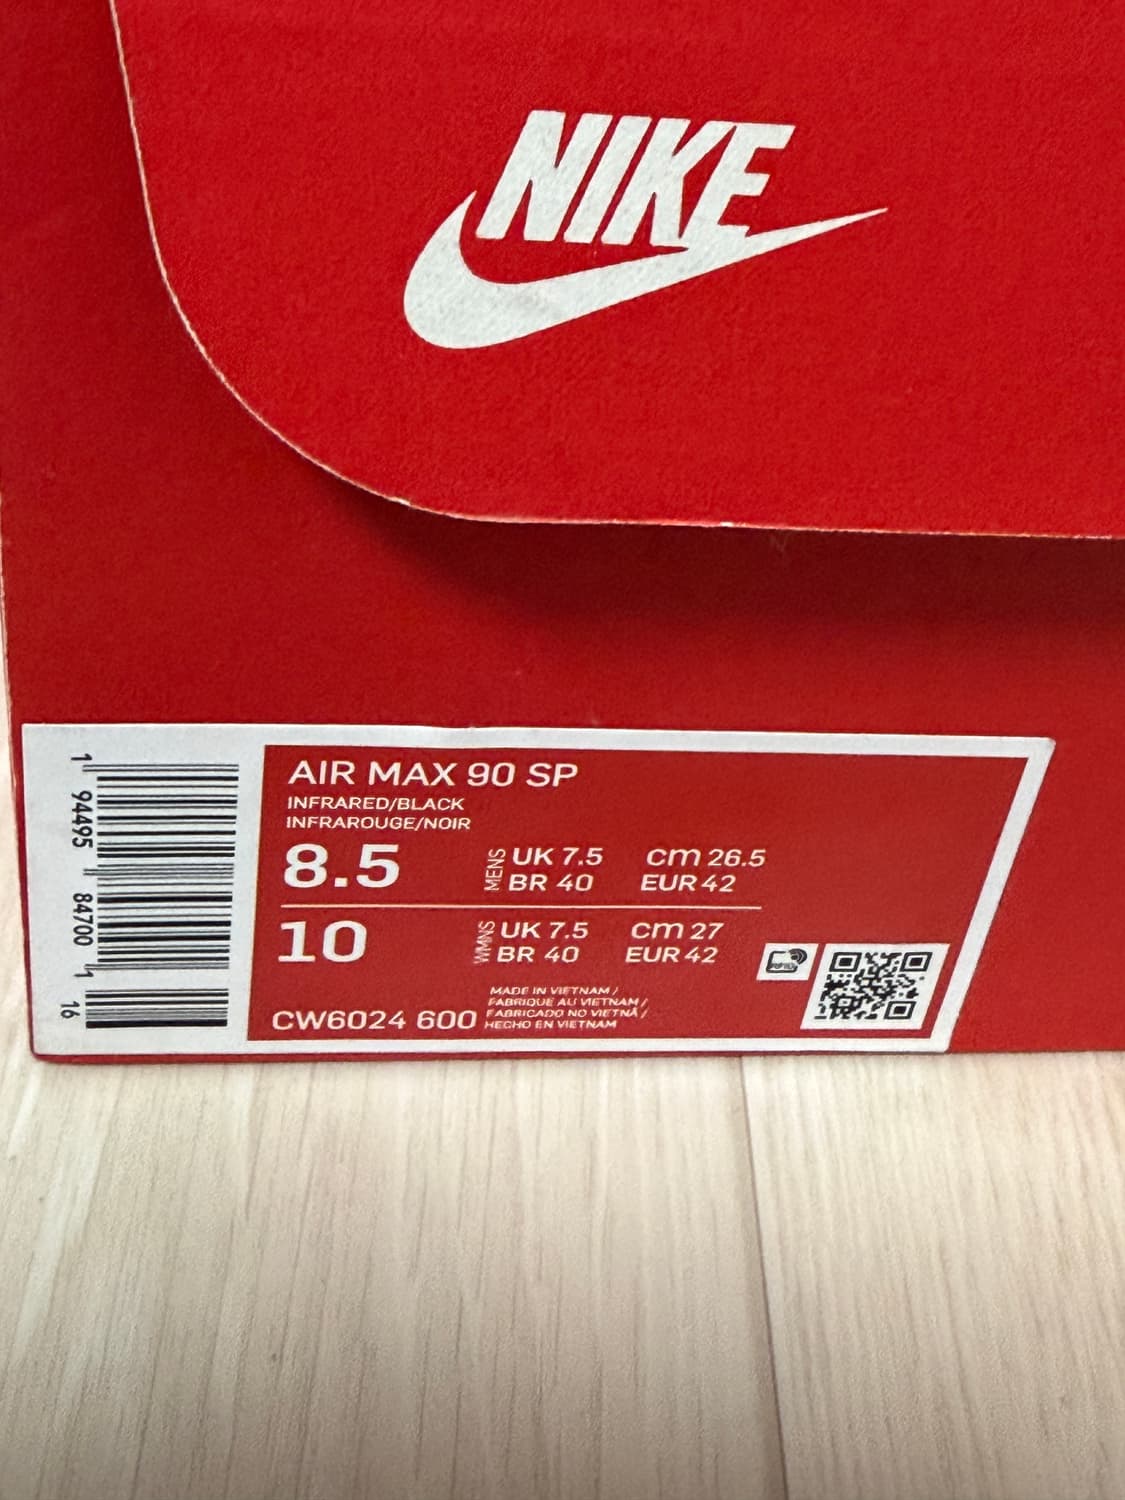 NIKE
AIR MAX 90 SP
INFRARED/BLACK
INFRAROUGE/NOIR
8.5 MENS UK 7.5 cm 26.5
BR 40 EUR 42
10 WMNS UK 7.5 cm 27
BR 40 EUR 42
CW6024 600
MADE IN VIETNAM /
FABRIQUE AU VIETNAM /
FABRICADO NO VIETNÃ /
HECHO EN VIETNAM
1 94495 84700 1
16
RFID